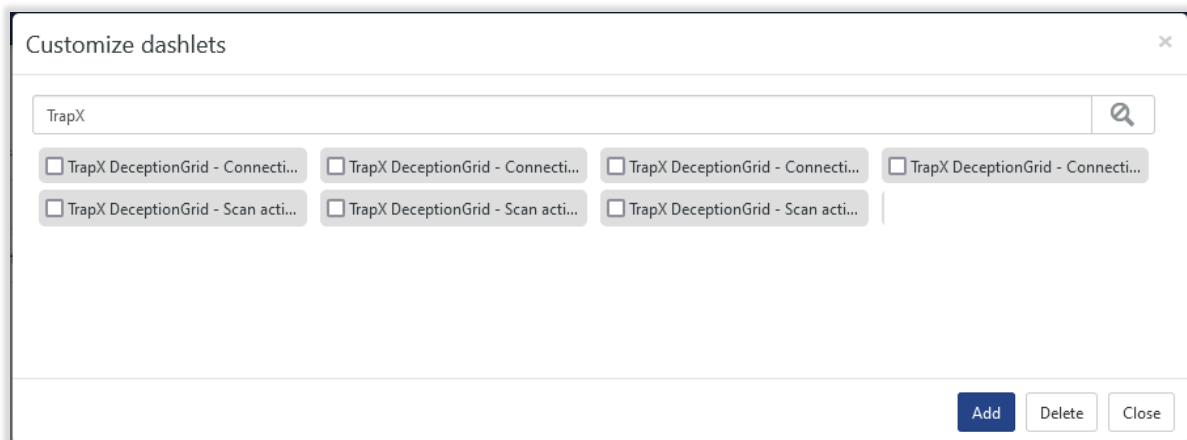 Customize dashlets
×
TrapX
TrapX DeceptionGrid - Connecti... TrapX DeceptionGrid - Connecti... TrapX DeceptionGrid - Connecti... TrapX DeceptionGrid - Connecti...
TrapX DeceptionGrid - Scan acti... TrapX DeceptionGrid - Scan acti... TrapX DeceptionGrid - Scan acti...
Add Delete Close